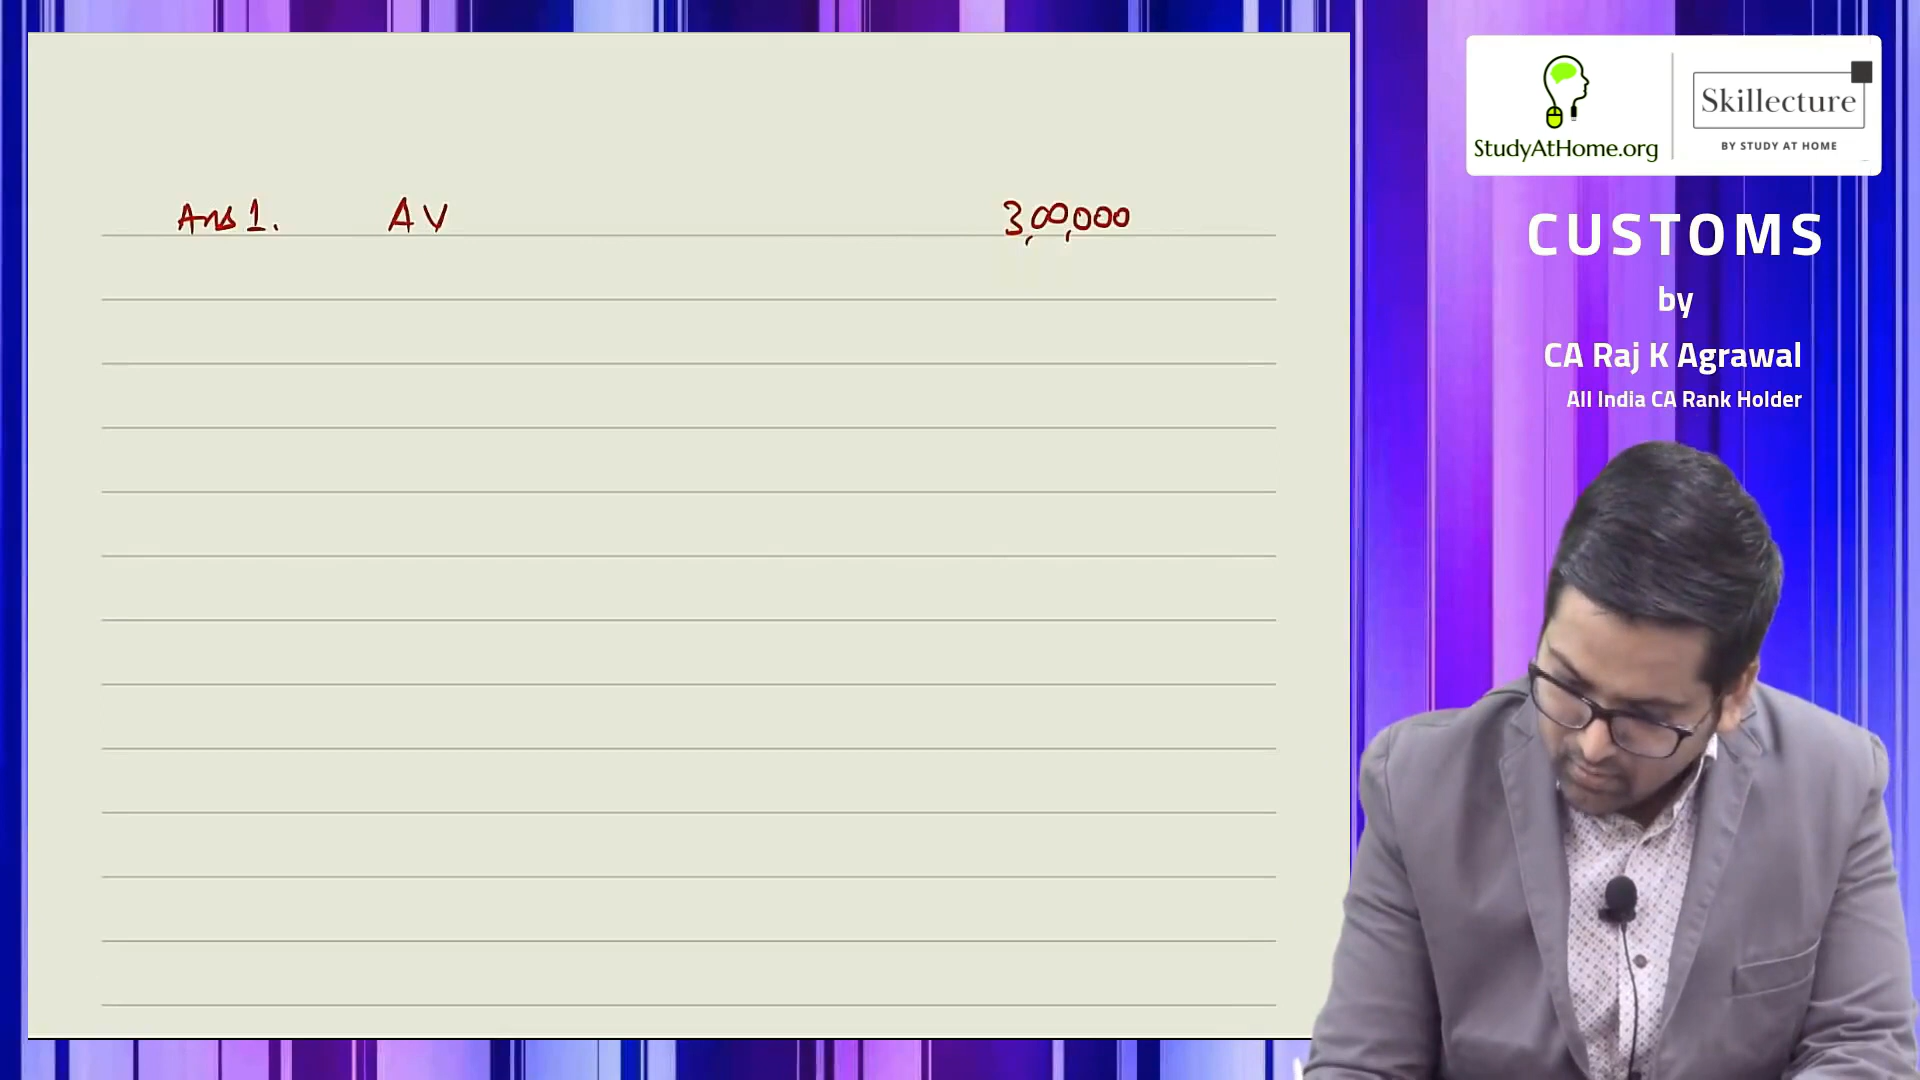 Ans 1. AV 3,00,000
StudyAtHome.org
Skillecture
BY STUDY AT HOME
CUSTOMS
by
CA Raj K Agrawal
All India CA Rank Holder